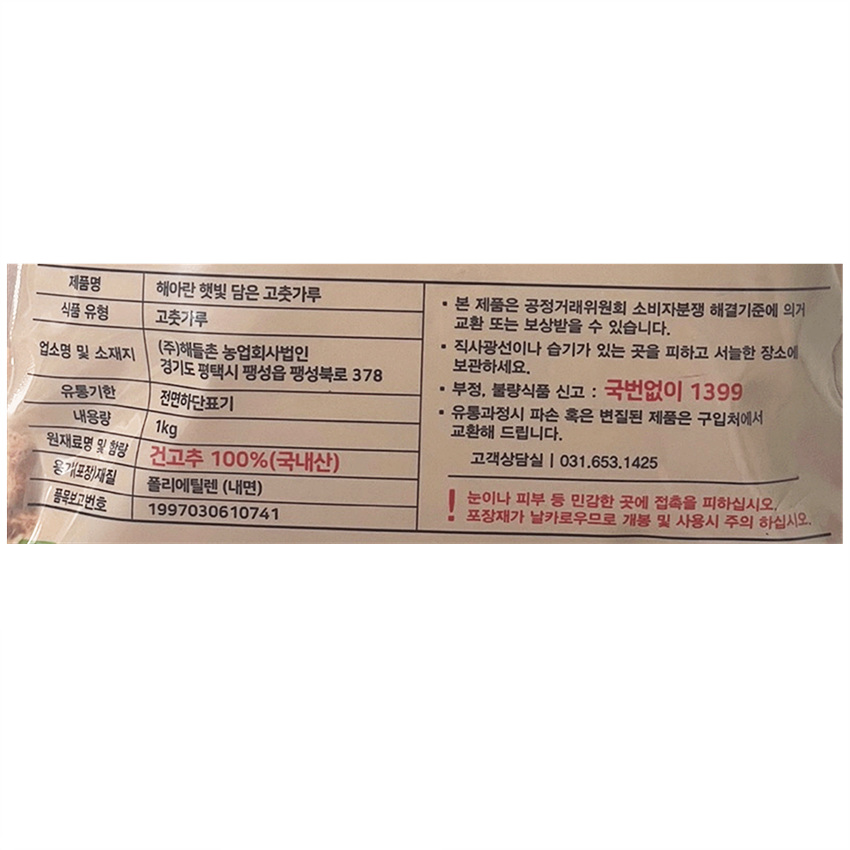 제품명 해아란 햇빛 담은 고춧가루
식품 유형 고춧가루
업소명 및 소재지 (주)해들촌 농업회사법인
경기도 평택시 팽성읍 팽성북로 378
유통기한 전면하단표기
내용량 1kg
원재료명 및 함량 건고추 100%(국내산)
용기(포장)재질 폴리에틸렌 (내면)
품목보고번호 1997030610741
• 본 제품은 공정거래위원회 소비자분쟁 해결기준에 의거
교환 또는 보상받을 수 있습니다.
• 직사광선이나 습기가 있는 곳을 피하고 서늘한 장소에
보관하세요.
• 부정, 불량식품 신고 : 국번없이 1399
• 유통과정시 파손 혹은 변질된 제품은 구입처에서
교환해 드립니다.
고객상담실 | 031.653.1425
! 눈이나 피부 등 민감한 곳에 접촉을 피하십시오.
포장재가 날카로우므로 개봉 및 사용시 주의 하십시오.